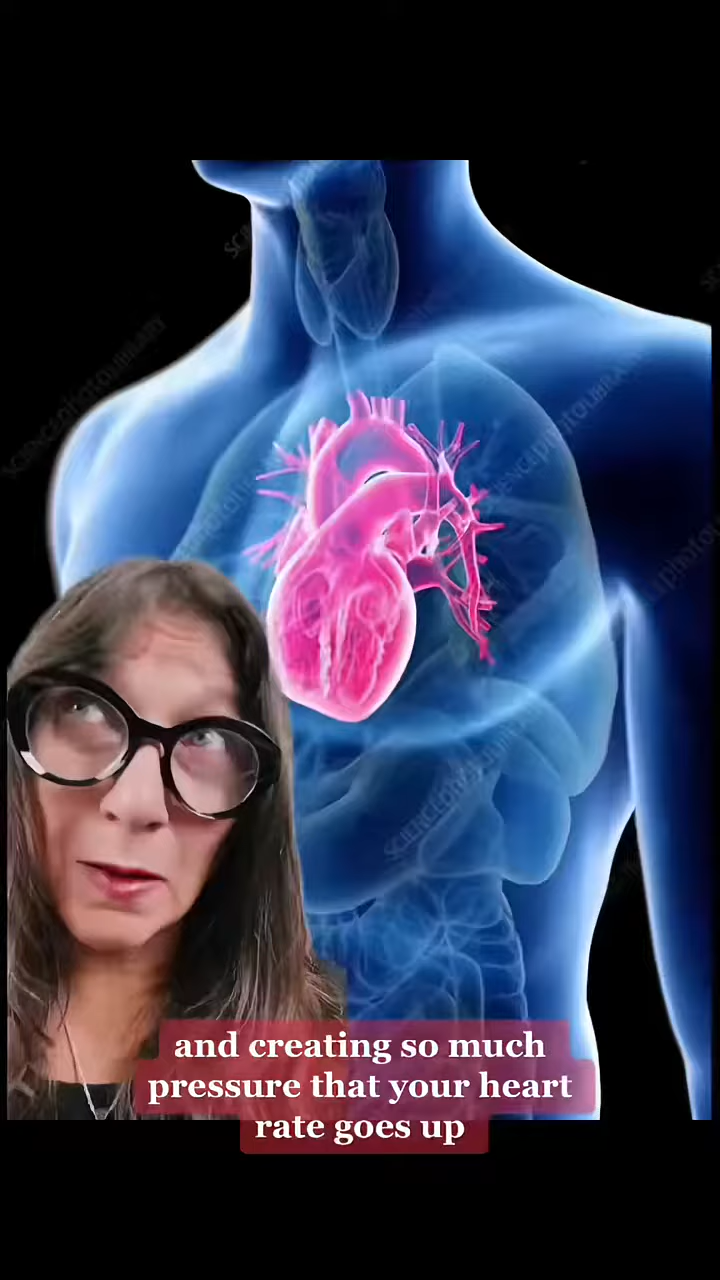 and creating so much
pressure that your heart
rate goes up